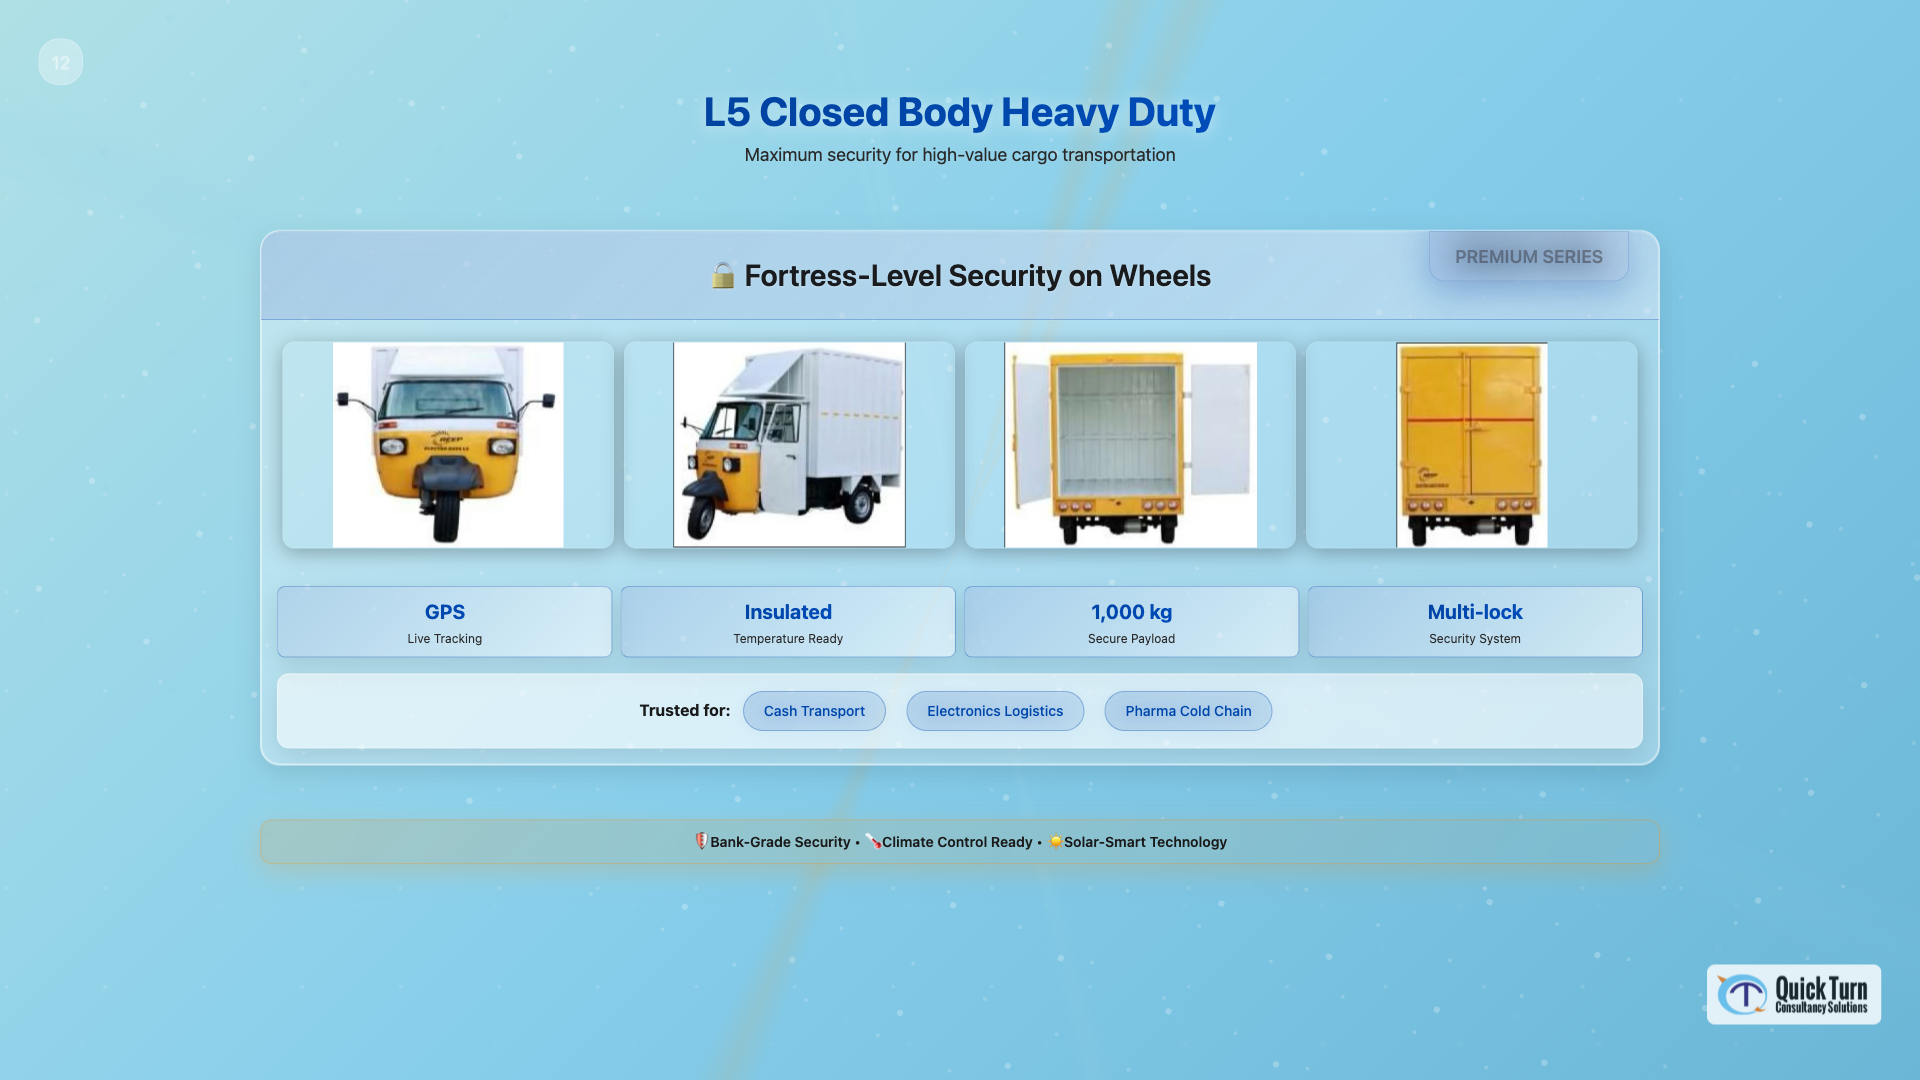 12
L5 Closed Body Heavy Duty
Maximum security for high-value cargo transportation
PREMIUM SERIES
🔒 Fortress-Level Security on Wheels
GPS
Live Tracking
Insulated
Temperature Ready
1,000 kg
Secure Payload
Multi-lock
Security System
Trusted for: Cash Transport Electronics Logistics Pharma Cold Chain
Bank-Grade Security • Climate Control Ready • Solar-Smart Technology
Quick Turn
Consultancy Solutions